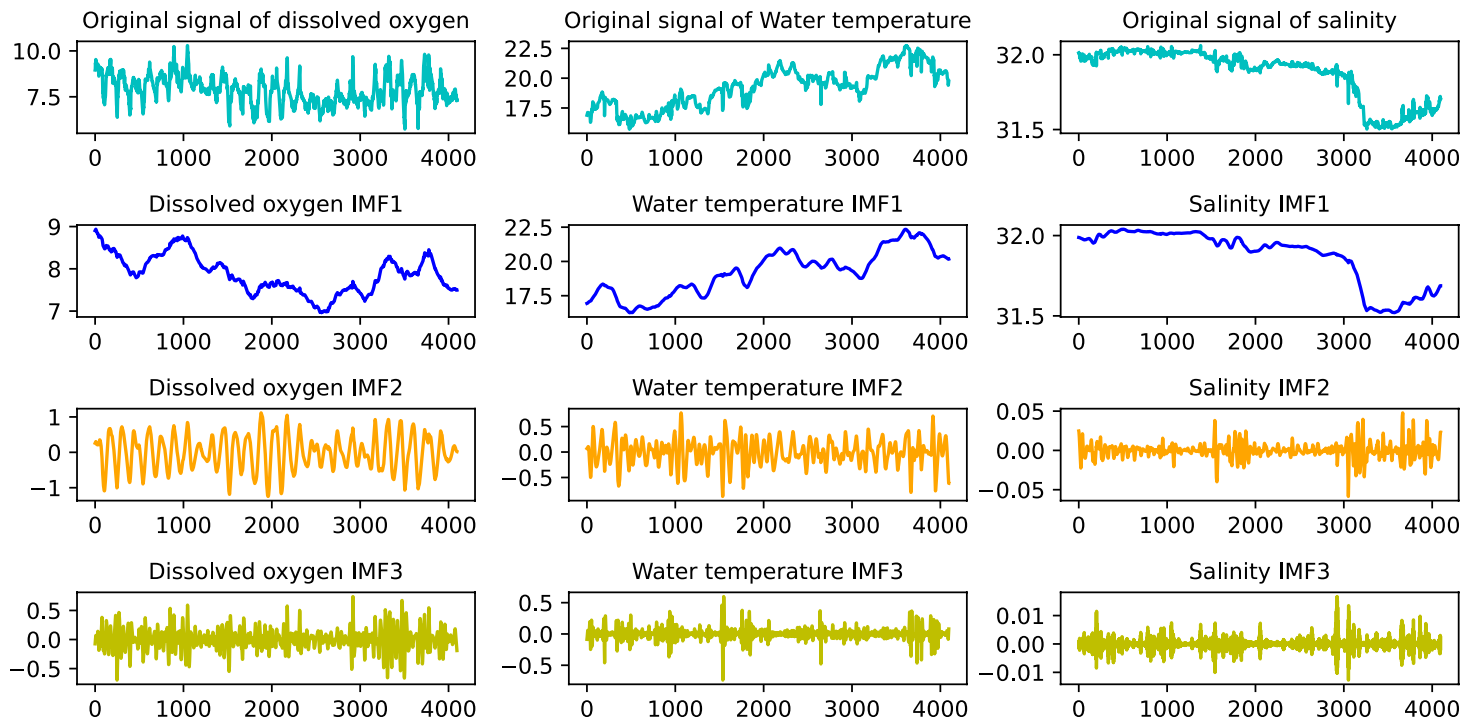 Original signal of dissolved oxygen
10.0
7.5
0 1000 2000 3000 4000
Original signal of Water temperature
22.5
20.0
17.5
0 1000 2000 3000 4000
Original signal of salinity
32.0
31.5
0 1000 2000 3000 4000
Dissolved oxygen IMF1
9
8
7
0 1000 2000 3000 4000
Water temperature IMF1
22.5
20.0
17.5
0 1000 2000 3000 4000
Salinity IMF1
32.0
31.5
0 1000 2000 3000 4000
Dissolved oxygen IMF2
1
0
−1
0 1000 2000 3000 4000
Water temperature IMF2
0.5
0.0
−0.5
0 1000 2000 3000 4000
Salinity IMF2
0.05
0.00
−0.05
0 1000 2000 3000 4000
Dissolved oxygen IMF3
0.5
0.0
−0.5
0 1000 2000 3000 4000
Water temperature IMF3
0.5
0.0
−0.5
0 1000 2000 3000 4000
Salinity IMF3
0.01
0.00
−0.01
0 1000 2000 3000 4000